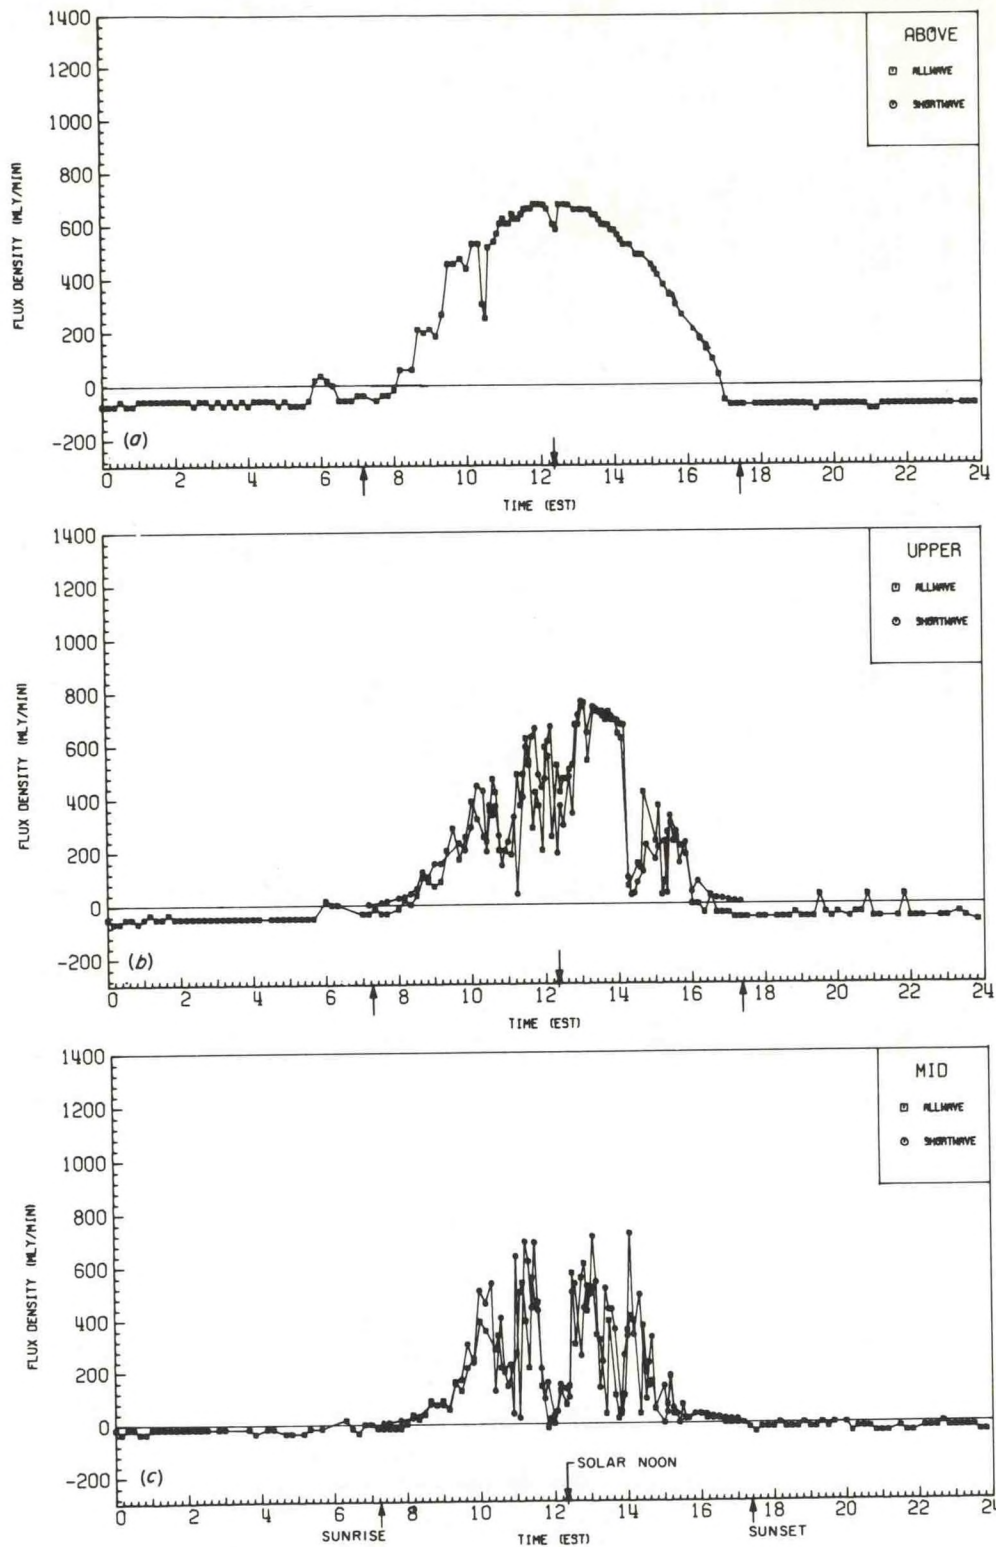 1400
1200
1000
800
600
400
200
0
-200
FLUX DENSITY (MLY/MIN)
ABOVE
ALLWAVE
SHORTWAVE
(a)
0 2 4 6 8 10 12 14 16 18 20 22 24
TIME (EST)
1400
1200
1000
800
600
400
200
0
-200
FLUX DENSITY (MLY/MIN)
UPPER
ALLWAVE
SHORTWAVE
(b)
0 2 4 6 8 10 12 14 16 18 20 22 24
TIME (EST)
1400
1200
1000
800
600
400
200
0
-200
FLUX DENSITY (MLY/MIN)
MID
ALLWAVE
SHORTWAVE
(c)
SOLAR NOON
0 2 4 6 8 10 12 14 16 18 20 22 24
SUNRISE
TIME (EST)
SUNSET